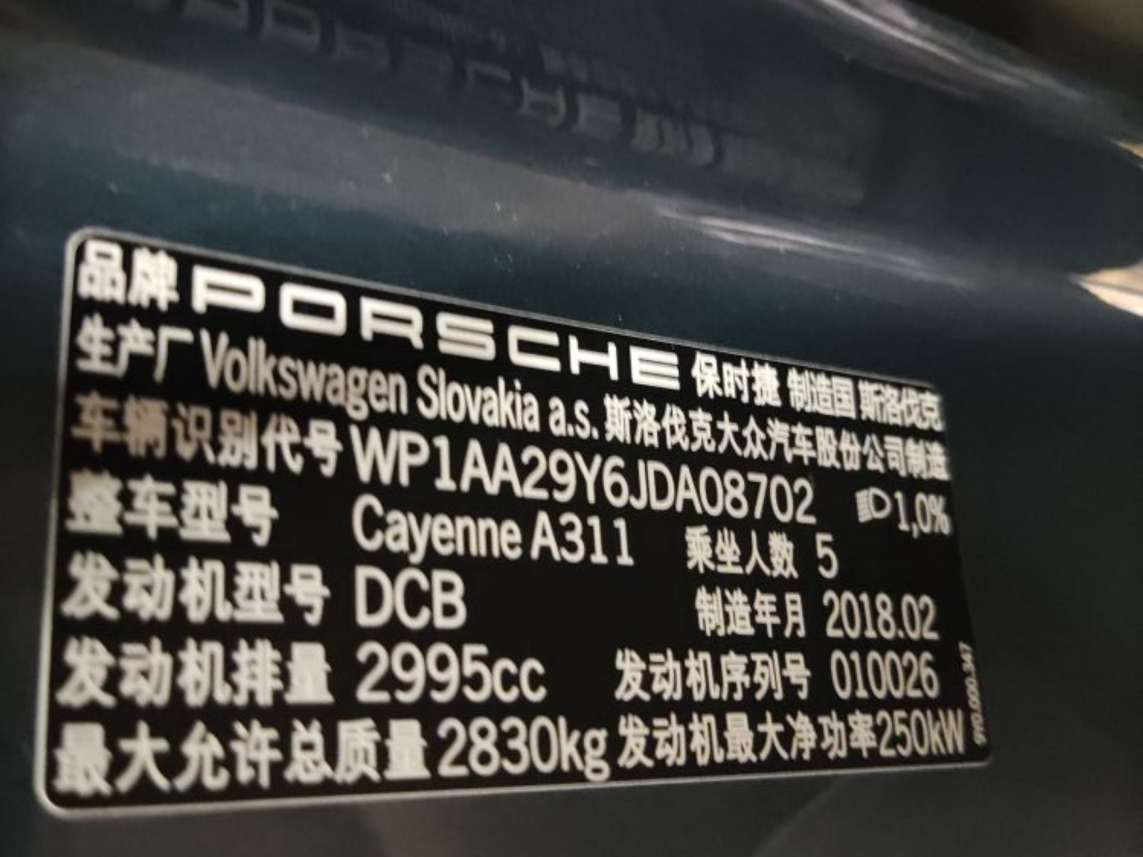 品牌 PORSCHE 保时捷 制造国 斯洛伐克
生产厂 Volkswagen Slovakia a.s. 斯洛伐克大众汽车股份公司制造
车辆识别代号 WP1AA29Y6JDA08702 1,0%
整车型号 Cayenne A311 乘坐人数 5
发动机型号 DCB 制造年月 2018.02
发动机排量 2995cc 发动机序列号 010026
最大允许总质量 2830kg 发动机最大净功率 250kW
9Y0.000.347